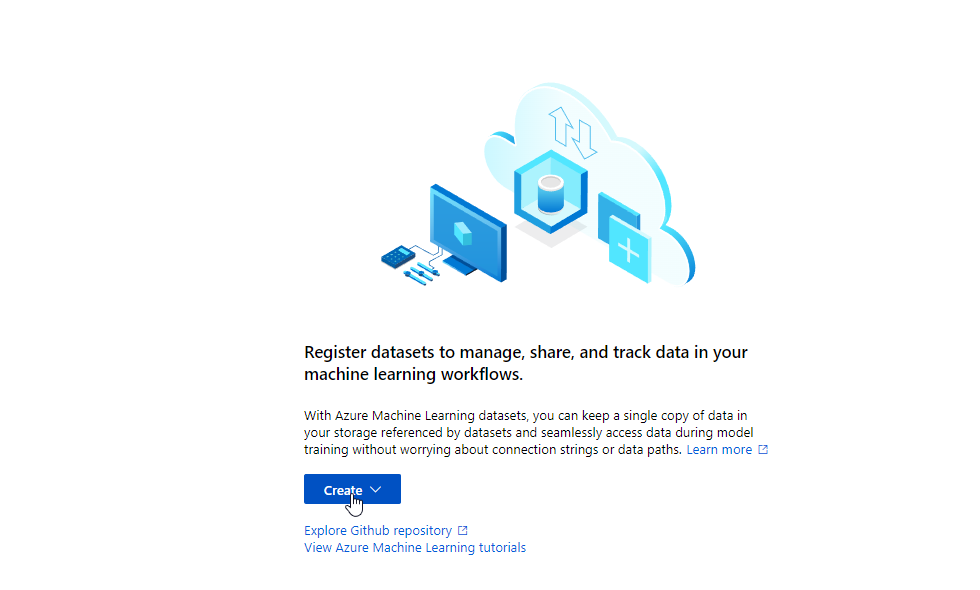 Register datasets to manage, share, and track data in your
machine learning workflows.
With Azure Machine Learning datasets, you can keep a single copy of data in
your storage referenced by datasets and seamlessly access data during model
training without worrying about connection strings or data paths. Learn more
Create
Explore Github repository
View Azure Machine Learning tutorials